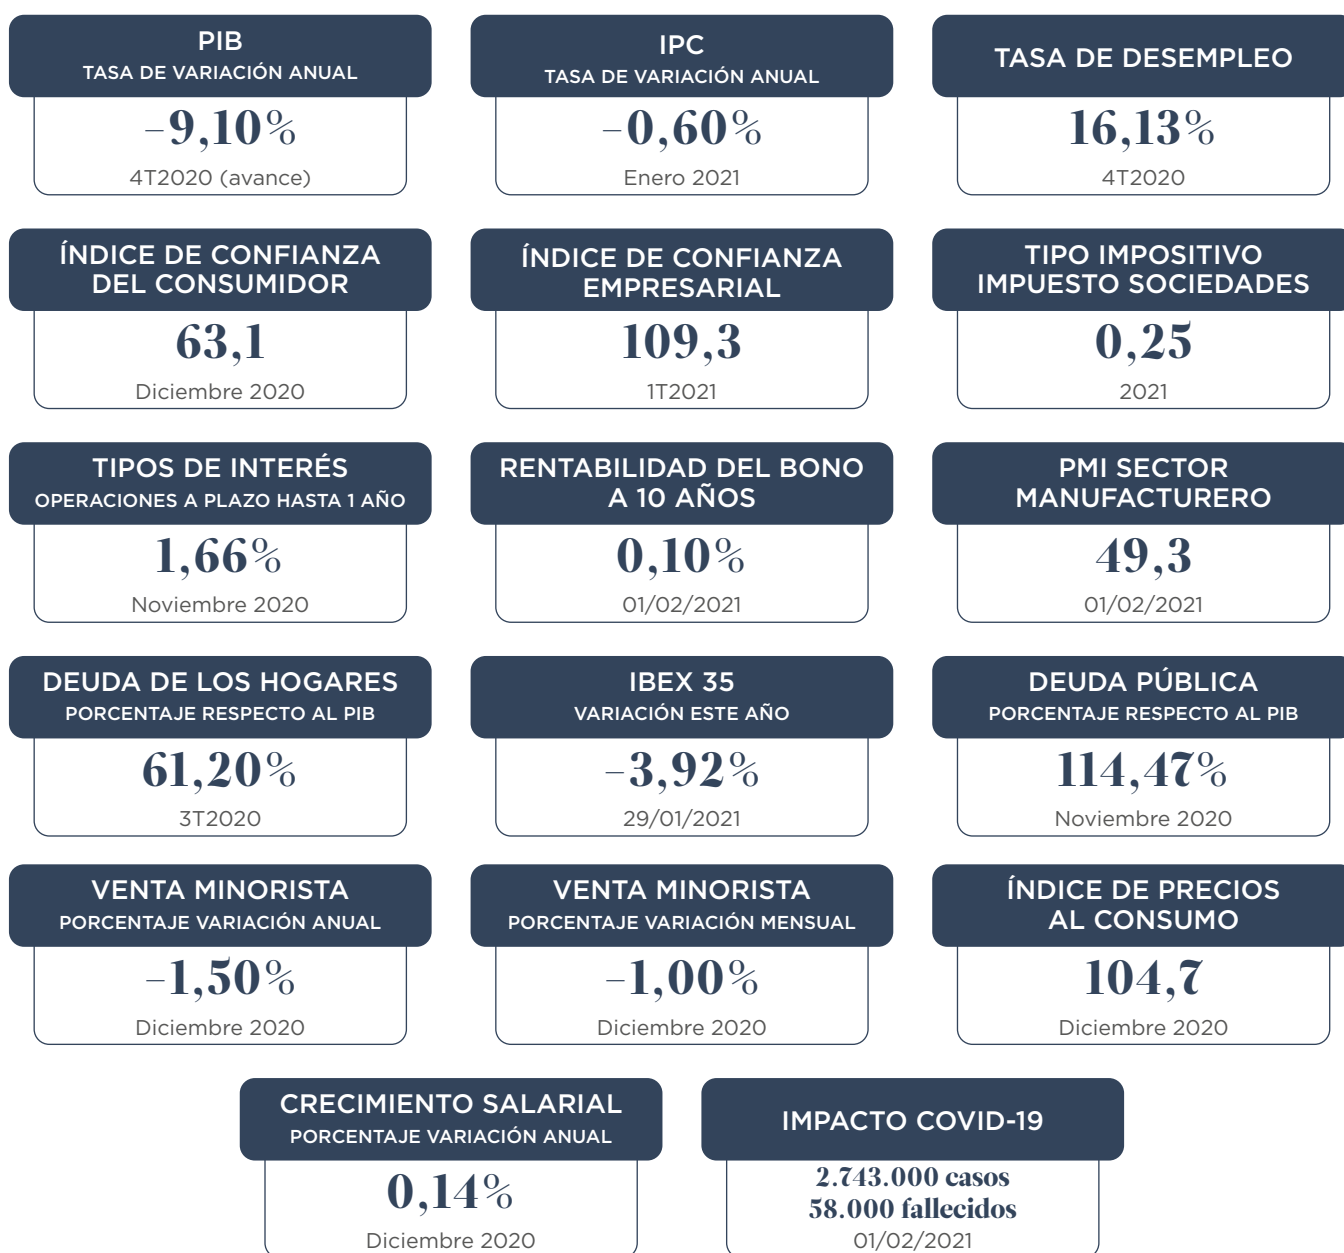 PIB
TASA DE VARIACIÓN ANUAL
–9,10%
4T2020 (avance)
IPC
TASA DE VARIACIÓN ANUAL
–0,60%
Enero 2021
TASA DE DESEMPLEO
16,13%
4T2020
ÍNDICE DE CONFIANZA
DEL CONSUMIDOR
63,1
Diciembre 2020
ÍNDICE DE CONFIANZA
EMPRESARIAL
109,3
1T2021
TIPO IMPOSITIVO
IMPUESTO SOCIEDADES
0,25
2021
TIPOS DE INTERÉS
OPERACIONES A PLAZO HASTA 1 AÑO
1,66%
Noviembre 2020
RENTABILIDAD DEL BONO
A 10 AÑOS
0,10%
01/02/2021
PMI SECTOR
MANUFACTURERO
49,3
01/02/2021
DEUDA DE LOS HOGARES
PORCENTAJE RESPECTO AL PIB
61,20%
3T2020
IBEX 35
VARIACIÓN ESTE AÑO
–3,92%
29/01/2021
DEUDA PÚBLICA
PORCENTAJE RESPECTO AL PIB
114,47%
Noviembre 2020
VENTA MINORISTA
PORCENTAJE VARIACIÓN ANUAL
–1,50%
Diciembre 2020
VENTA MINORISTA
PORCENTAJE VARIACIÓN MENSUAL
–1,00%
Diciembre 2020
ÍNDICE DE PRECIOS
AL CONSUMO
104,7
Diciembre 2020
CRECIMIENTO SALARIAL
PORCENTAJE VARIACIÓN ANUAL
0,14%
Diciembre 2020
IMPACTO COVID-19
2.743.000 casos
58.000 fallecidos
01/02/2021